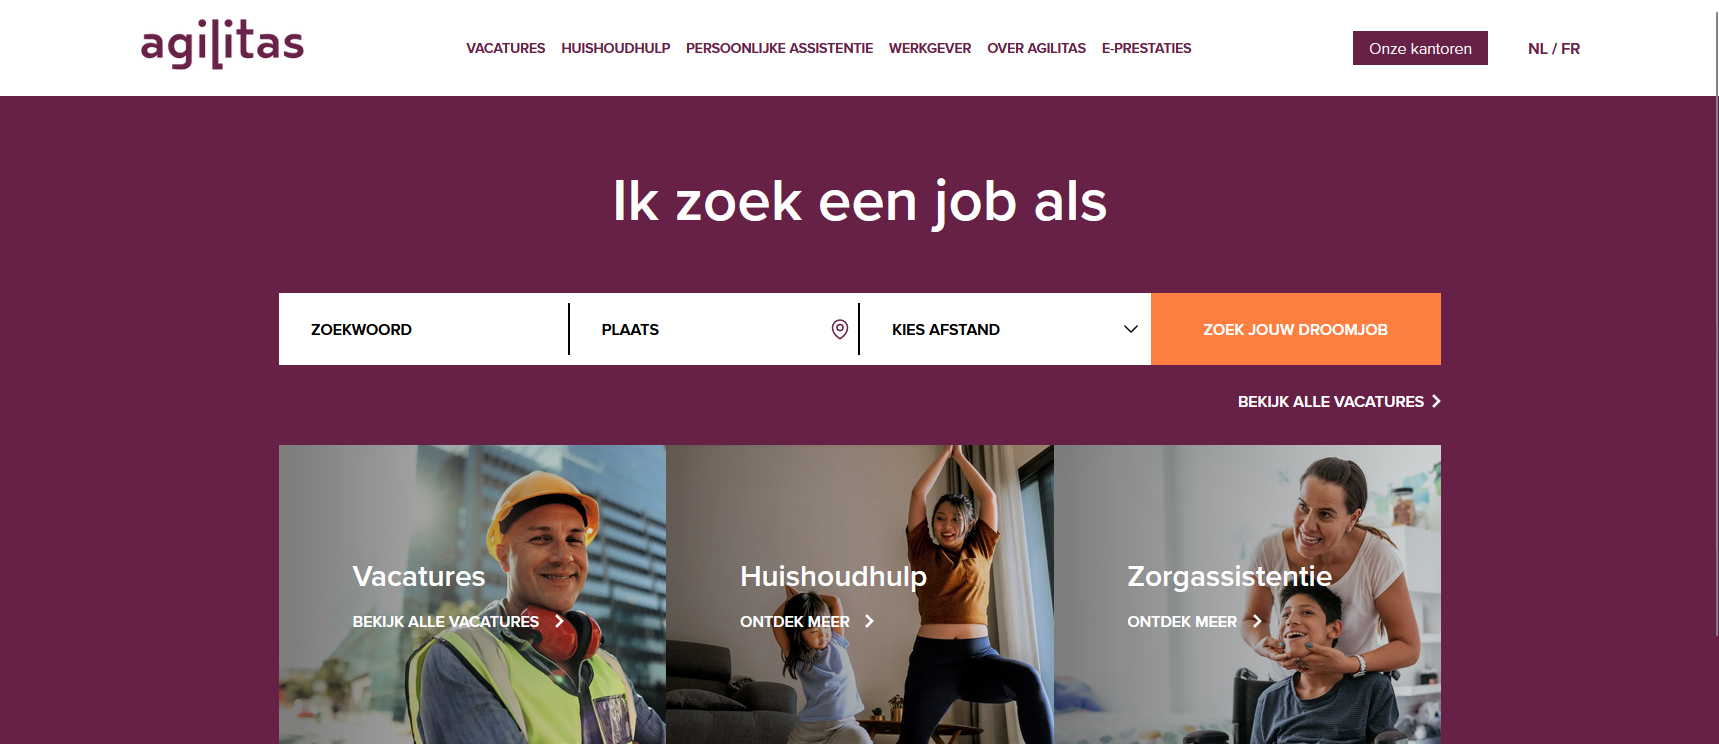 agilitas
VACATURES HUISHOUDHULP PERSOONLIJKE ASSISTENTIE WERKGEVER OVER AGILITAS E-PRESTATIES
Onze kantoren
NL / FR
Ik zoek een job als
ZOEKWOORD
PLAATS
KIES AFSTAND
ZOEK JOUW DROOMJOB
BEKIJK ALLE VACATURES
Vacatures
BEKIJK ALLE VACATURES
Huishoudhulp
ONTDEK MEER
Zorgassistentie
ONTDEK MEER